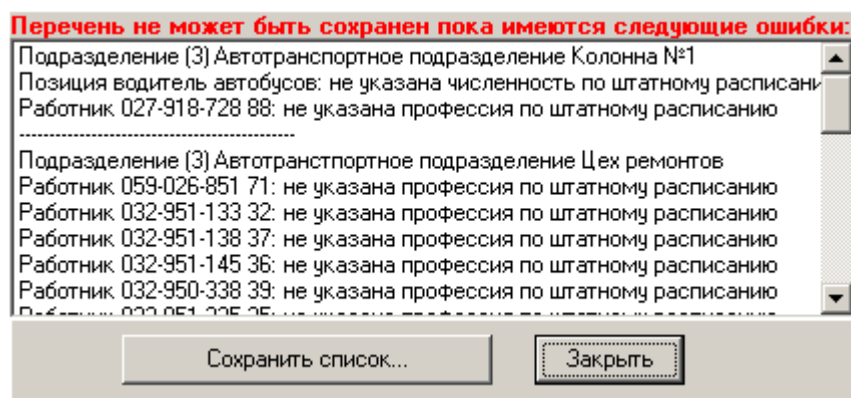 Перечень не может быть сохранен пока имеются следующие ошибки:
Подразделение (3) Автотранспортное подразделение Колонна №1
Позиция водитель автобусов: не указана численность по штатному расписани
Работник 027-918-728 88: не указана профессия по штатному расписанию
----------------------------------------------
Подразделение (3) Автотранстпортное подразделение Цех ремонтов
Работник 059-026-851 71: не указана профессия по штатному расписанию
Работник 032-951-133 32: не указана профессия по штатному расписанию
Работник 032-951-138 37: не указана профессия по штатному расписанию
Работник 032-951-145 36: не указана профессия по штатному расписанию
Работник 032-950-338 39: не указана профессия по штатному расписанию
Сохранить список... Закрыть